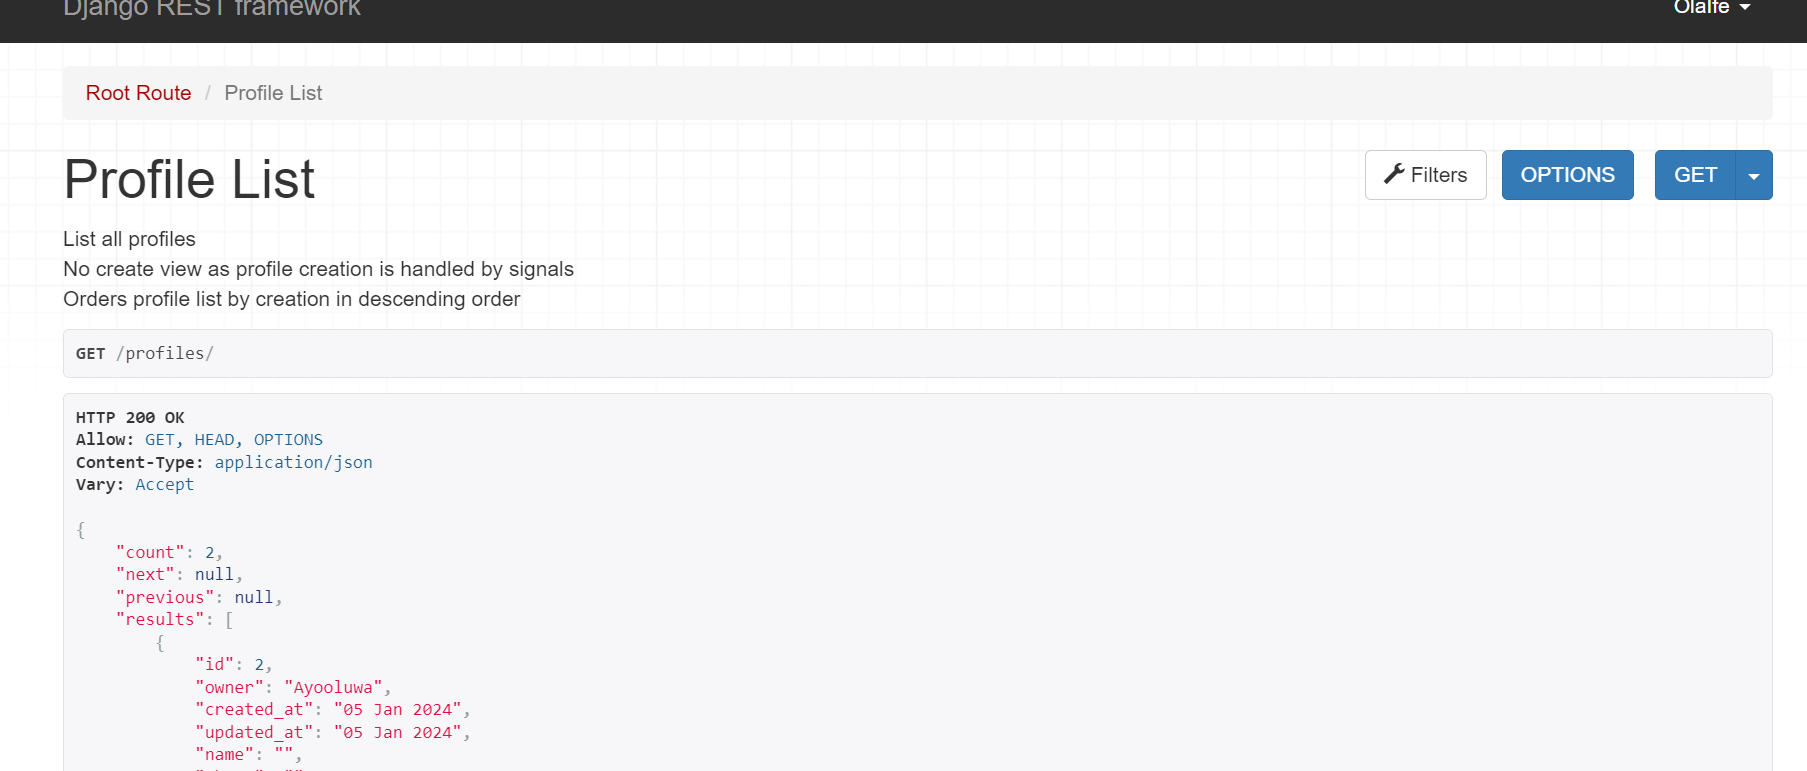 Django REST framework
Olaife
Root Route / Profile List
Profile List
Filters
OPTIONS
GET
List all profiles
No create view as profile creation is handled by signals
Orders profile list by creation in descending order
GET /profiles/
HTTP 200 OK
Allow: GET, HEAD, OPTIONS
Content-Type: application/json
Vary: Accept
{
"count": 2,
"next": null,
"previous": null,
"results": [
{
"id": 2,
"owner": "Ayooluwa",
"created_at": "05 Jan 2024",
"updated_at": "05 Jan 2024",
"name": "",